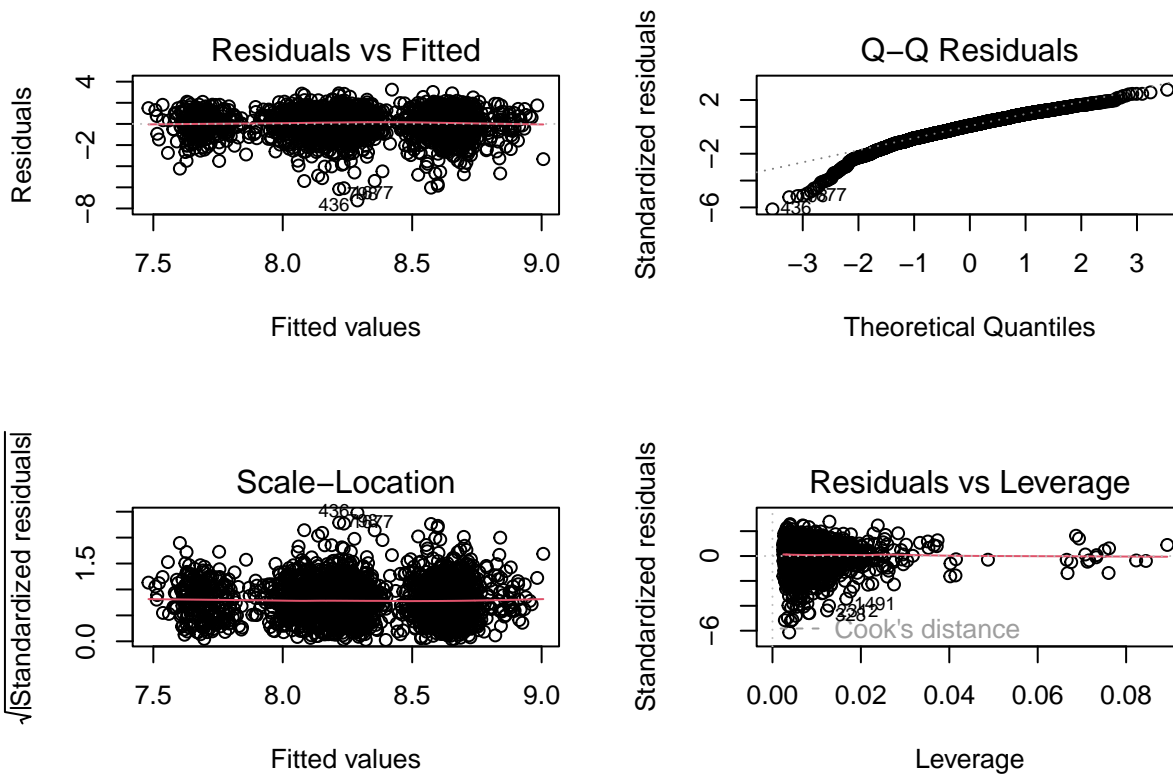 Residuals vs Fitted
Residuals
4
−2
−8
436
7.5
8.0
8.5
9.0
Fitted values
Q−Q Residuals
Standardized residuals
2
−2
−6
436
−3
−2
−1
0
1
2
3
Theoretical Quantiles
Scale−Location
√|Standardized residuals|
1.5
0.0
436
7.5
8.0
8.5
9.0
Fitted values
Residuals vs Leverage
Standardized residuals
0
−6
1491
Cook's distance
0.00
0.02
0.04
0.06
0.08
Leverage